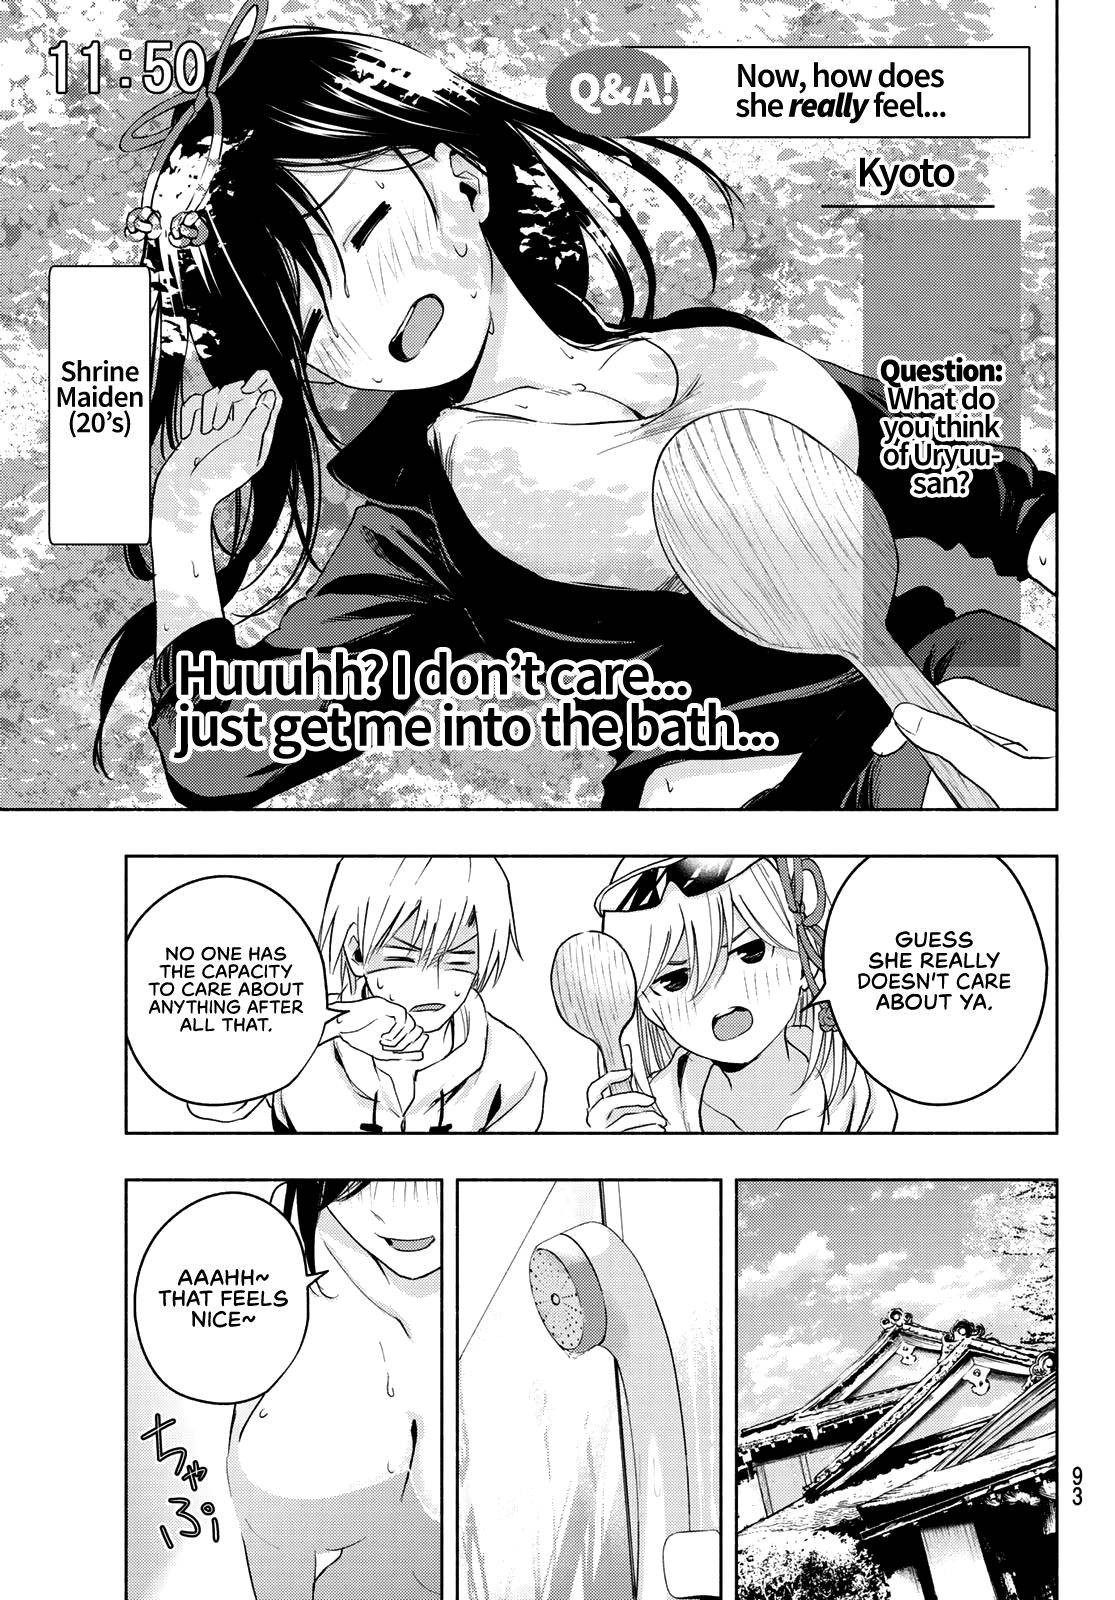 11:50
Q&A!
Now, how does
she really feel...
Kyoto
Question:
What do
you think
of Uryuu-
san?
Shrine
Maiden
(20's)
Huuuhh? I don't care...
just get me into the bath...
GUESS
SHE REALLY
DOESN'T CARE
ABOUT YA.
NO ONE HAS
THE CAPACITY
TO CARE ABOUT
ANYTHING AFTER
ALL THAT.
AAAHH~
THAT FEELS
NICE~
ちゃぷ
93